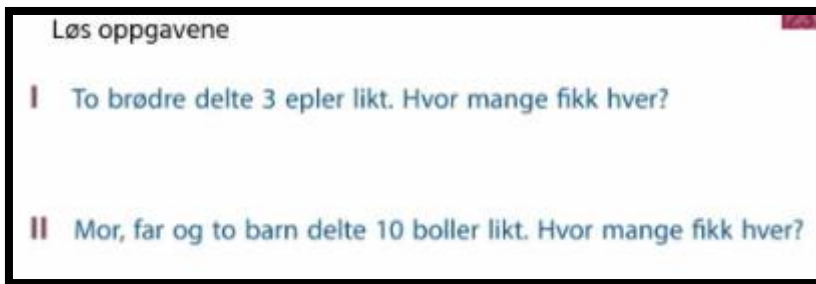 Løs oppgavene
I To brødre delte 3 epler likt. Hvor mange fikk hver?
II Mor, far og to barn delte 10 boller likt. Hvor mange fikk hver?